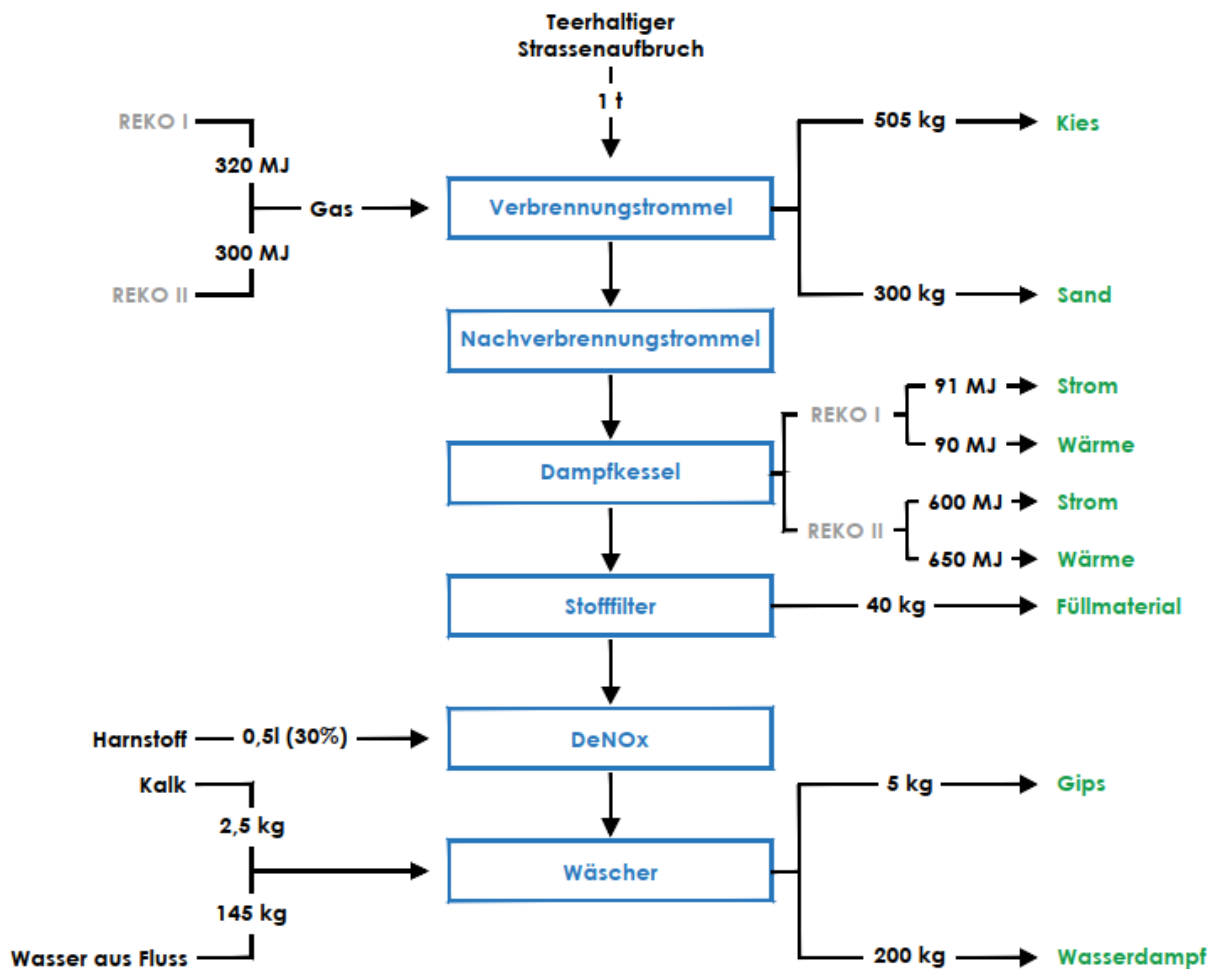 Teerhaltiger
Strassenaufbruch
1 t
REKO I
320 MJ
Gas
300 MJ
REKO II
Verbrennungstrommel
505 kg
Kies
300 kg
Sand
Nachverbrennungstrommel
Dampfkessel
REKO I
91 MJ
Strom
90 MJ
Wärme
REKO II
600 MJ
Strom
650 MJ
Wärme
Stofffilter
40 kg
Füllmaterial
Harnstoff
0,5l (30%)
DeNOx
Kalk
2,5 kg
145 kg
Wasser aus Fluss
Wäscher
5 kg
Gips
200 kg
Wasserdampf